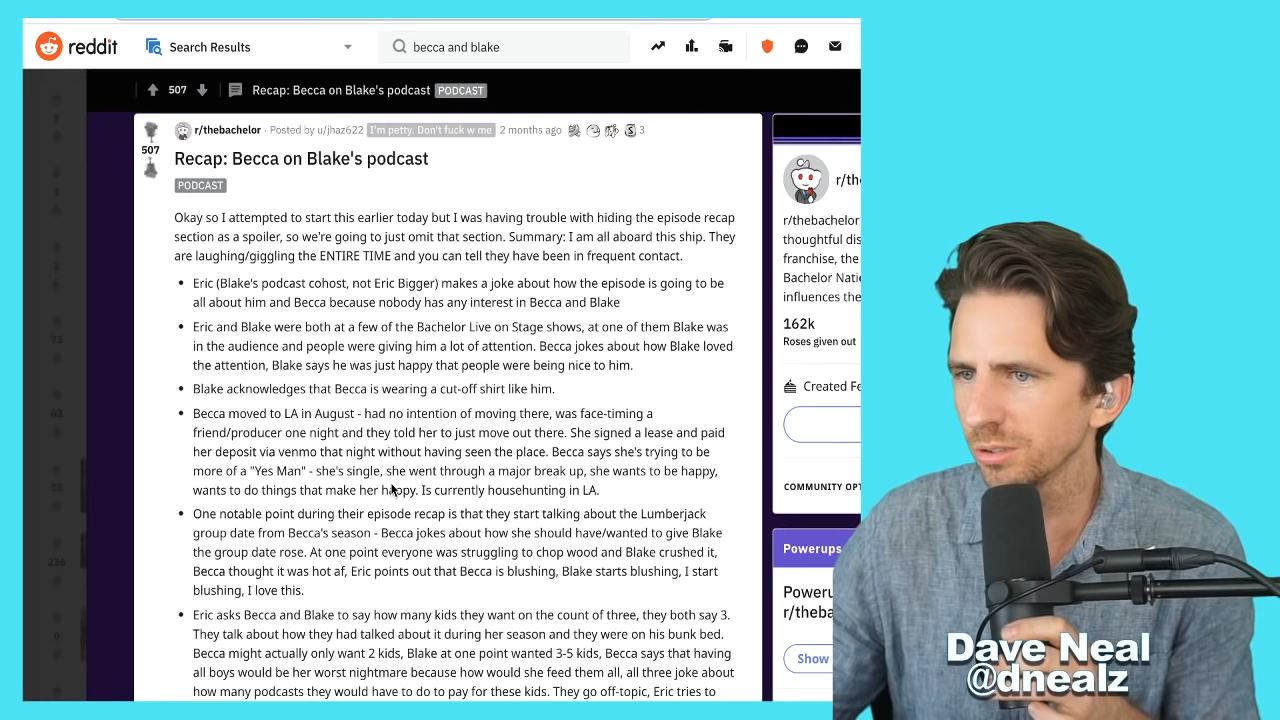 reddit
Search Results
becca and blake
507
Recap: Becca on Blake's podcast PODCAST
r/thebachelor · Posted by u/jhaz622 I'm petty. Don't fuck w me 2 months ago 3
507
Recap: Becca on Blake's podcast
PODCAST
Okay so I attempted to start this earlier today but I was having trouble with hiding the episode recap
section as a spoiler, so we're going to just omit that section. Summary: I am all aboard this ship. They
are laughing/giggling the ENTIRE TIME and you can tell they have been in frequent contact.
• Eric (Blake's podcast cohost, not Eric Bigger) makes a joke about how the episode is going to be
all about him and Becca because nobody has any interest in Becca and Blake
• Eric and Blake were both at a few of the Bachelor Live on Stage shows, at one of them Blake was
in the audience and people were giving him a lot of attention. Becca jokes about how Blake loved
the attention, Blake says he was just happy that people were being nice to him.
• Blake acknowledges that Becca is wearing a cut-off shirt like him.
• Becca moved to LA in August - had no intention of moving there, was face-timing a
friend/producer one night and they told her to just move out there. She signed a lease and paid
her deposit via venmo that night without having seen the place. Becca says she's trying to be
more of a "Yes Man" - she's single, she went through a major break up, she wants to be happy,
wants to do things that make her happy. Is currently househunting in LA.
• One notable point during their episode recap is that they start talking about the Lumberjack
group date from Becca's season - Becca jokes about how she should have/wanted to give Blake
the group date rose. At one point everyone was struggling to chop wood and Blake crushed it,
Becca thought it was hot af, Eric points out that Becca is blushing, Blake starts blushing, I start
blushing, I love this.
• Eric asks Becca and Blake to say how many kids they want on the count of three, they both say 3.
They talk about how they had talked about it during her season and they were on his bunk bed.
Becca might actually only want 2 kids, Blake at one point wanted 3-5 kids, Becca says that having
all boys would be her worst nightmare because how would she feed them all, all three joke about
how many podcasts they would have to do to pay for these kids. They go off-topic, Eric tries to
r/th
r/thebachelor
thoughtful dis
franchise, the
Bachelor Natio
influences the
162k
Roses given out
Created Fe
COMMUNITY OPT
Powerups
Poweru
r/theba
Show
Dave Neal
@dnealz